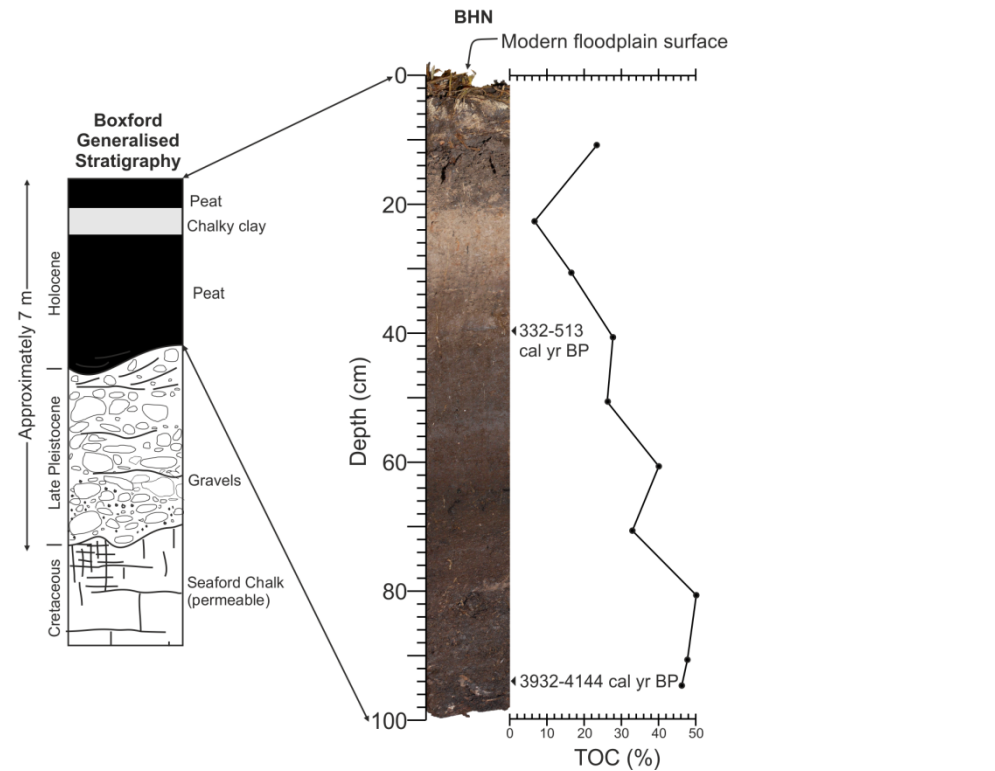 BHN
Modern floodplain surface
Boxford
Generalised
Stratigraphy
Peat
Chalky clay
Peat
Gravels
Seaford Chalk
(permeable)
Approximately 7 m
Holocene
Late Pleistocene
Cretaceous
Depth (cm)
0
20
40
60
80
100
332-513
cal yr BP
3932-4144 cal yr BP
0 10 20 30 40 50
TOC (%)